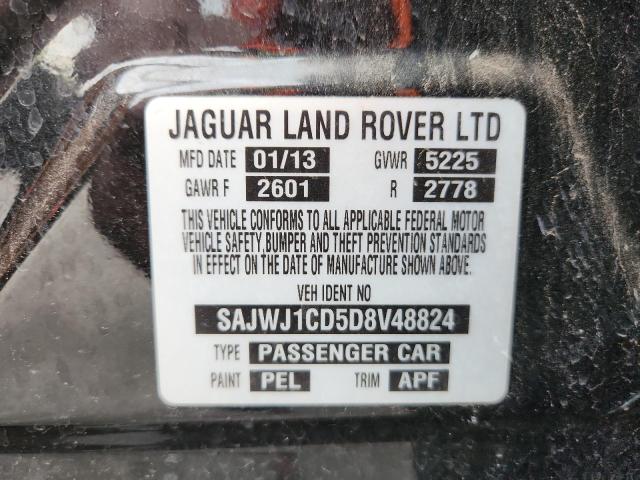 JAGUAR LAND ROVER LTD
MFD DATE 01/13 GVWR 5225
GAWR F 2601 R 2778
THIS VEHICLE CONFORMS TO ALL APPLICABLE FEDERAL MOTOR
VEHICLE SAFETY, BUMPER AND THEFT PREVENTION STANDARDS
IN EFFECT ON THE DATE OF MANUFACTURE SHOWN ABOVE.
VEH IDENT NO
SAJWJ1CD5D8V48824
TYPE PASSENGER CAR
PAINT PEL TRIM APF